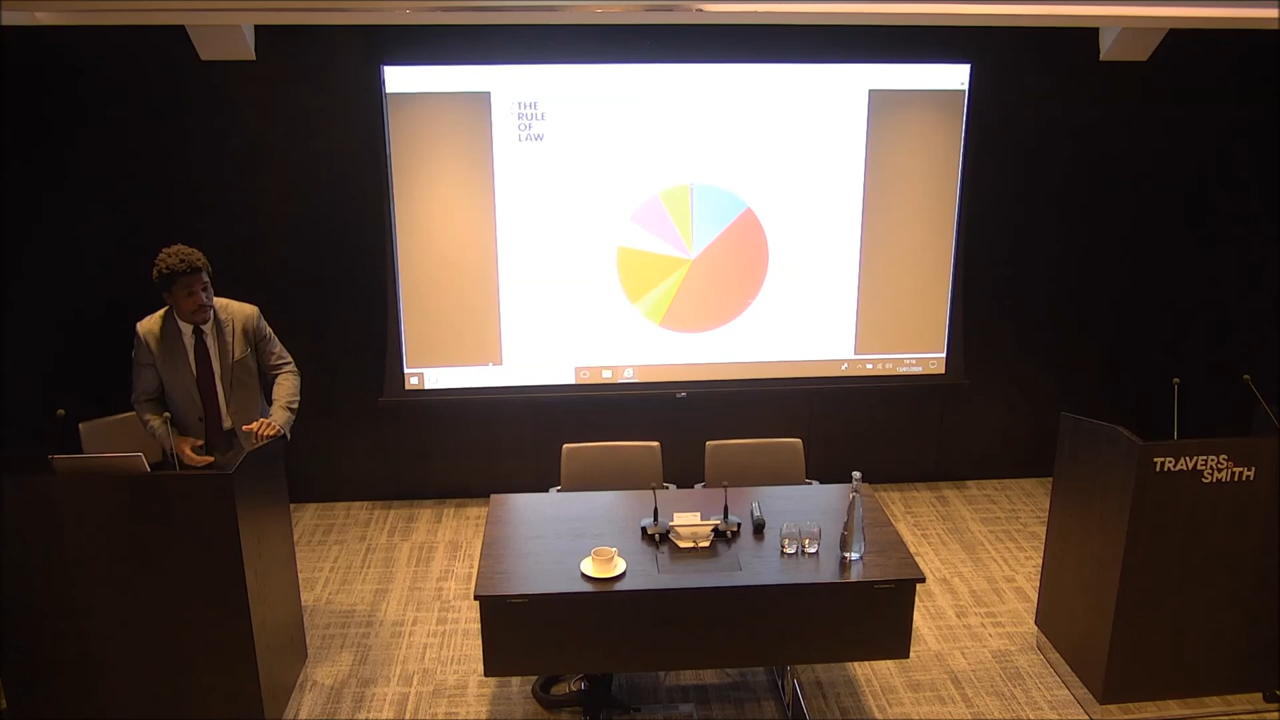 THE
RULE
OF
LAW
TRAVERS
SMITH